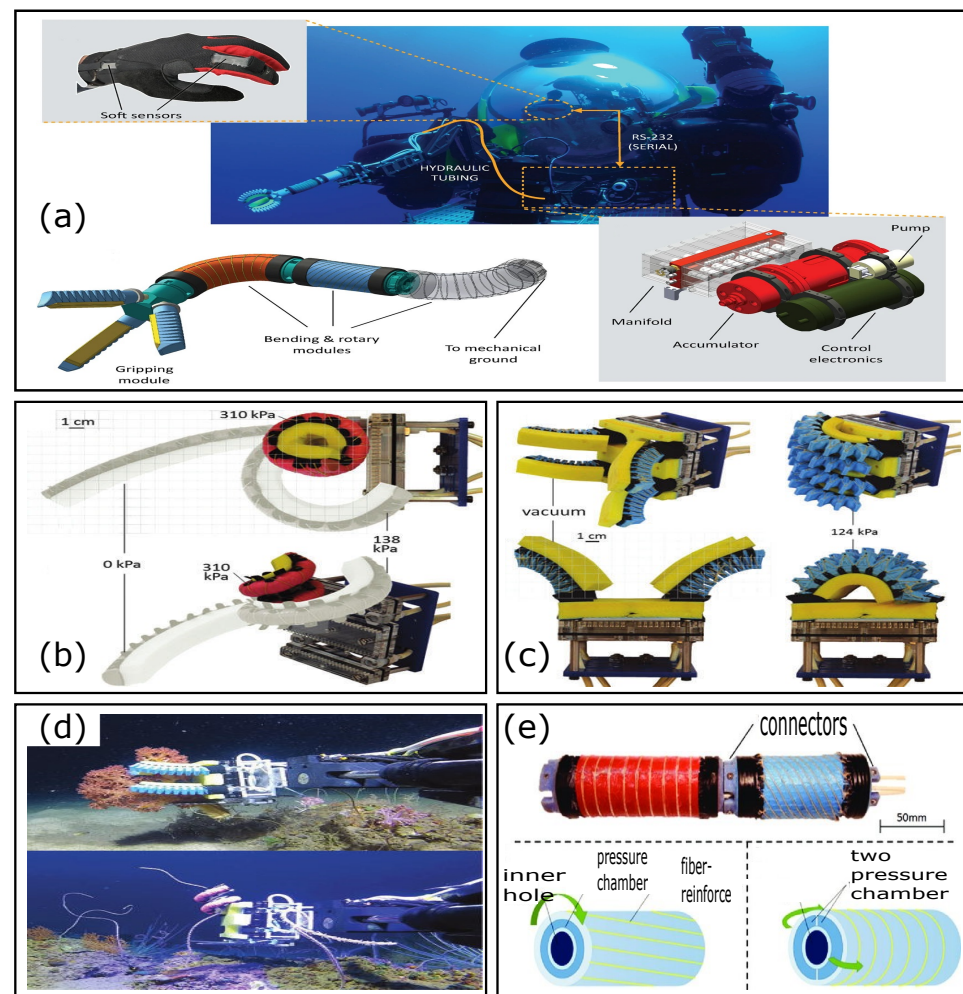 Soft sensors
RS-232
(SERIAL)
HYDRAULIC
TUBING
(a)
Pump
Manifold
Accumulator
Control
electronics
Bending & rotary
modules
To mechanical
ground
Gripping
module
1 cm
310 kPa
138
kPa
0 kPa
310
kPa
(b)
vacuum
1 cm
124 kPa
(c)
(d)
(e)
connectors
50mm
inner
hole
pressure
chamber
fiber-
reinforce
two
pressure
chamber